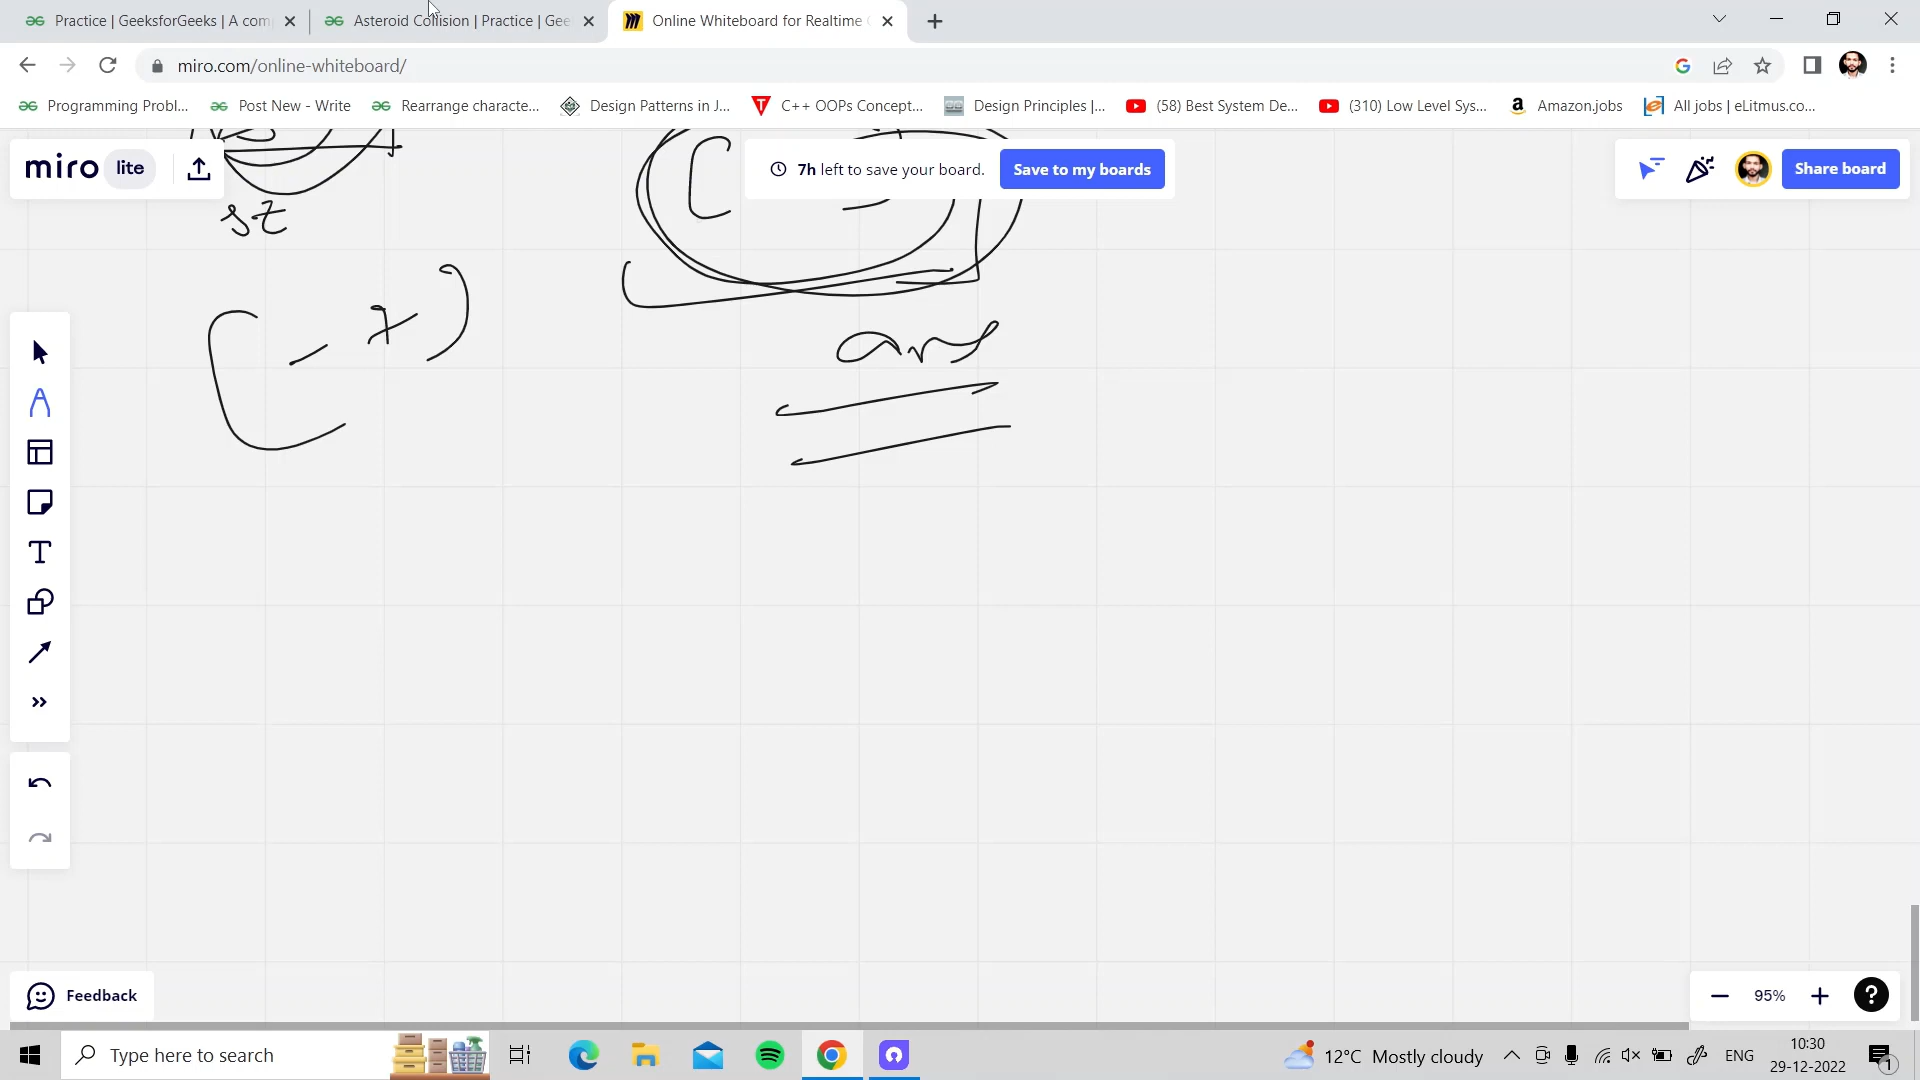 Practice | GeeksforGeeks | A com
Asteroid Collision | Practice | Gee
Online Whiteboard for Realtime
miro.com/online-whiteboard/
Programming Probl...
Post New - Write
Rearrange characte...
Design Patterns in J...
C++ OOPs Concept...
Design Principles |...
(58) Best System De...
(310) Low Level Sys...
Amazon.jobs
All jobs | eLitmus.co...
miro lite
7h left to save your board.
Save to my boards
Share board
st
ans
Feedback
95%
Type here to search
12°C Mostly cloudy
ENG
10:30
29-12-2022
1